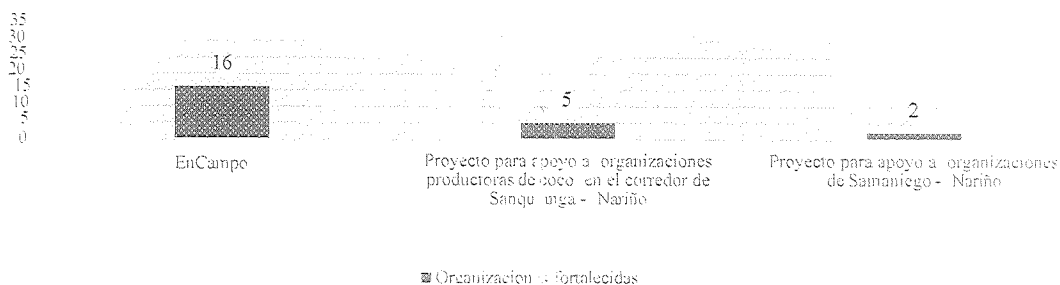 35
30
25
20
15
10
5
0
16
5
2
EnCampo
Proyecto para apoyo a organizaciones
productoras de coco en el corredor de
Nariño
Proyecto para apoyo a organizaciones
de Samaniego - Nariño
Organizaciones fortalecidas